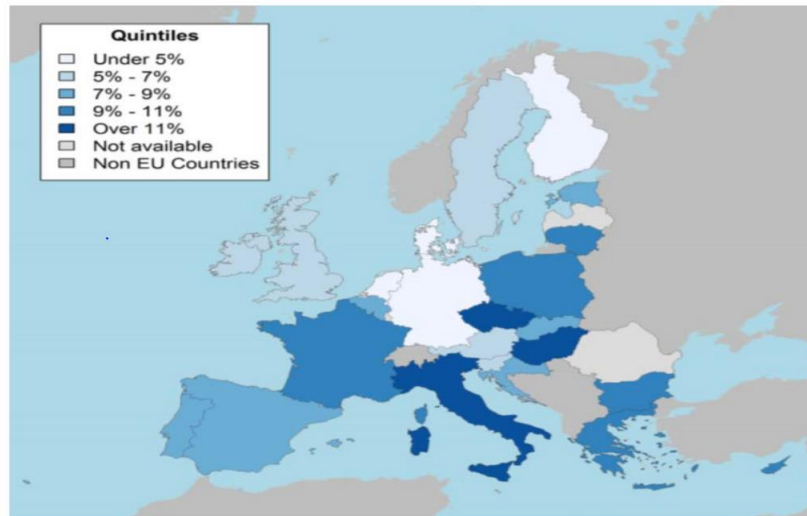 Quintiles
Under 5%
5% - 7%
7% - 9%
9% - 11%
Over 11%
Not available
Non EU Countries